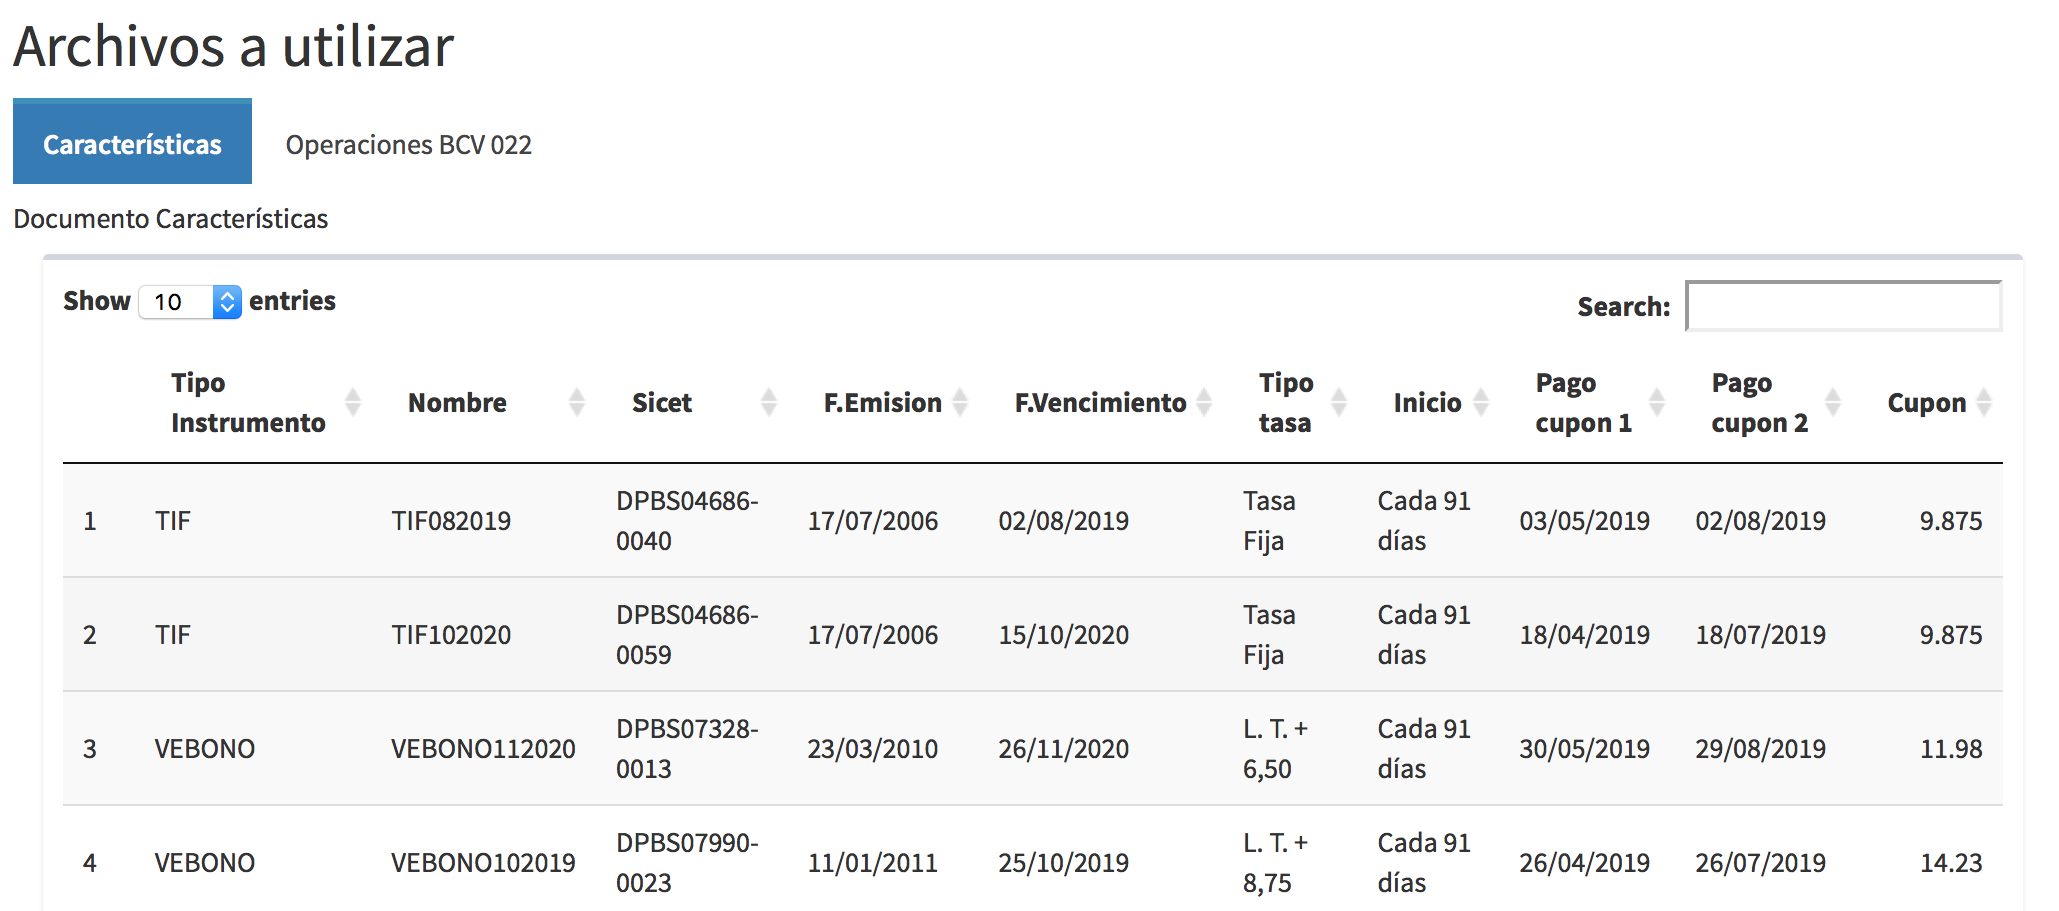 Archivos a utilizar
Características Operaciones BCV 022
Documento Características
Show 10 entries Search:
Tipo Instrumento Nombre Sicet F.Emision F.Vencimiento Tipo tasa Inicio Pago cupon 1 Pago cupon 2 Cupon
1 TIF TIF082019 DPBS04686-0040 17/07/2006 02/08/2019 Tasa Fija Cada 91 días 03/05/2019 02/08/2019 9.875
2 TIF TIF102020 DPBS04686-0059 17/07/2006 15/10/2020 Tasa Fija Cada 91 días 18/04/2019 18/07/2019 9.875
3 VEBONO VEBONO112020 DPBS07328-0013 23/03/2010 26/11/2020 L. T. + 6,50 Cada 91 días 30/05/2019 29/08/2019 11.98
4 VEBONO VEBONO102019 DPBS07990-0023 11/01/2011 25/10/2019 L. T. + 8,75 Cada 91 días 26/04/2019 26/07/2019 14.23